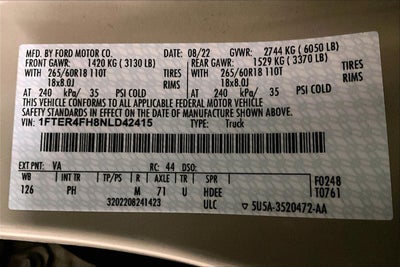 MFD. BY FORD MOTOR CO. DATE: 08/22 GVWR: 2744 KG (6050 LB)
FRONT GAWR: 1420 KG (3130 LB) REAR GAWR: 1529 KG (3370 LB)
WITH 265/60R18 110T TIRES WITH 265/60R18 110T TIRES
18x8.0J RIMS 18x8.0J RIMS
AT 240 kPa/ 35 PSI COLD AT 240 kPa/ 35 PSI COLD
THIS VEHICLE CONFORMS TO ALL APPLICABLE FEDERAL MOTOR VEHICLE
SAFETY STANDARDS IN EFFECT ON THE DATE OF MANUFACTURE SHOWN ABOVE.
VIN: 1FTER4FH8NLD42415 TYPE: Truck
EXT PNT: VA RC: 44 DSO:
WB INT TR TP/PS R AXLE TR SPR F0248
126 PH M 71 U HDEE T0761
3202208241423 ULC ▽ 5U5A-3520472-AA